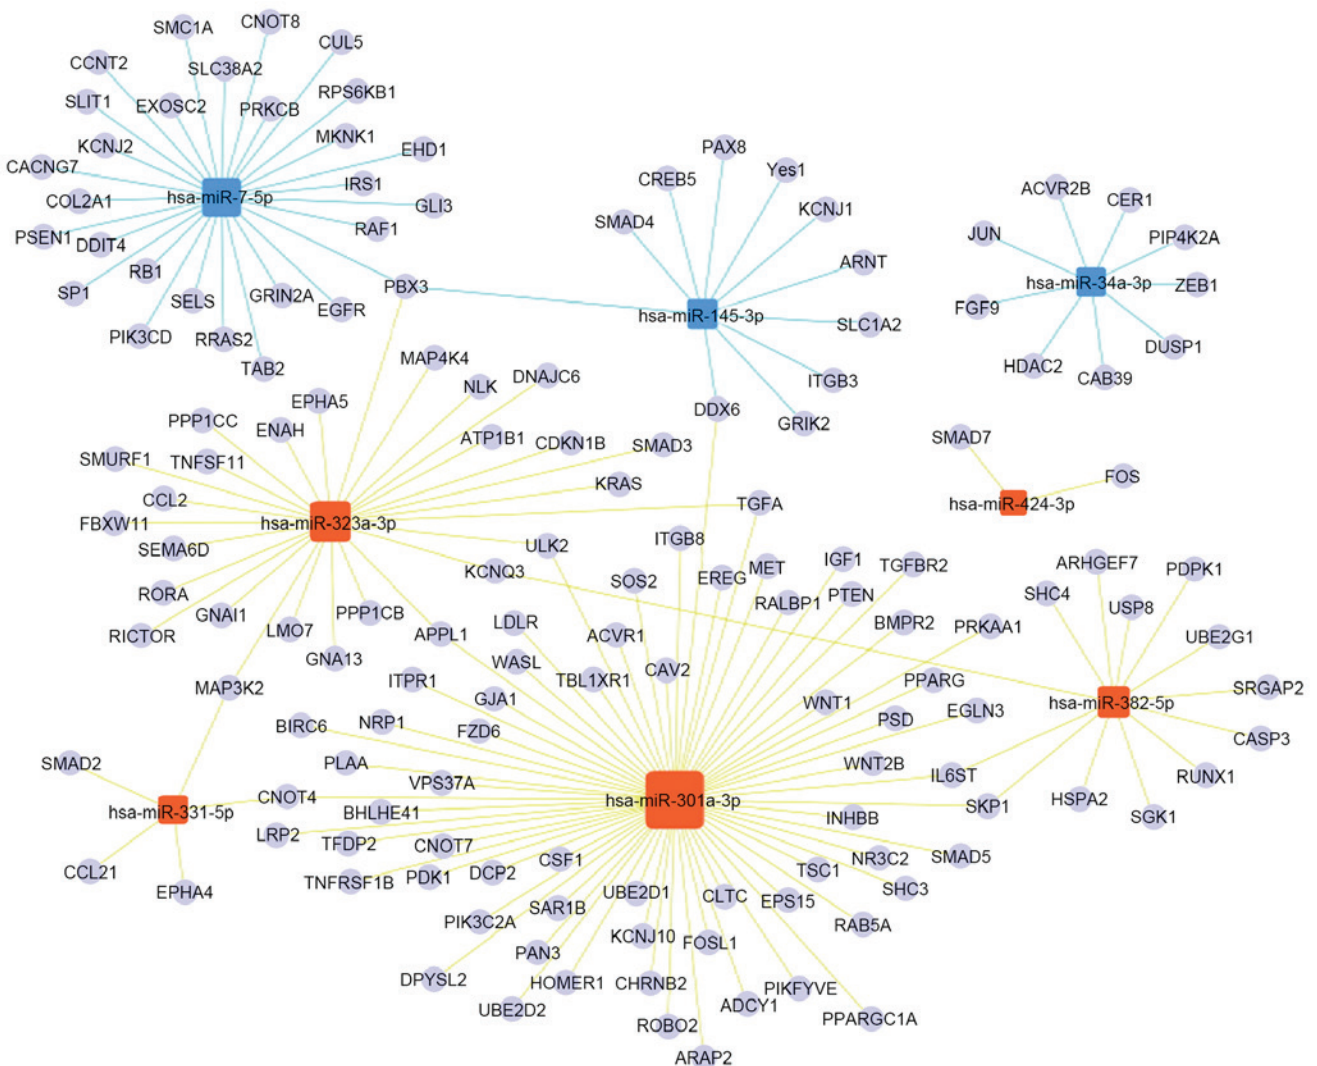 CNOT8
SMC1A
CUL5
CCNT2
SLC38A2
RPS6KB1
SLIT1
EXOSC2
PRKCB
MKNK1
KCNJ2
EHD1
CACNG7
IRS1
hsa-miR-7-5p
COL2A1
GLI3
RAF1
PSEN1
DDIT4
RB1
PBX3
SP1
SELS
GRIN2A
EGFR
PIK3CD
RRAS2
TAB2
PAX8
Yes1
CREB5
SMAD4
KCNJ1
ARNT
hsa-miR-145-3p
SLC1A2
ITGB3
DDX6
GRIK2
ACVR2B
CER1
JUN
PIP4K2A
hsa-miR-34a-3p
ZEB1
FGF9
DUSP1
HDAC2
CAB39
MAP4K4
NLK
DNAJC6
EPHA5
PPP1CC
ENAH
ATP1B1
CDKN1B
SMAD3
SMURF1
TNFSF11
KRAS
CCL2
TGFA
FBXW11
hsa-miR-323a-3p
SEMA6D
ULK2
KCNQ3
RORA
GNAI1
PPP1CB
RICTOR
LMO7
APPL1
GNA13
MAP3K2
SMAD7
FOS
hsa-miR-424-3p
ITGB8
SOS2
EREG
MET
IGF1
TGFBR2
RALBP1
PTEN
LDLR
ACVR1
BMPR2
PRKAA1
WASL
CAV2
ITPR1
TBL1XR1
PPARG
GJA1
WNT1
EGLN3
BIRC6
NRP1
FZD6
PSD
PLAA
VPS37A
WNT2B
IL6ST
CNOT4
hsa-miR-301a-3p
SKP1
BHLHE41
INHBB
LRP2
TFDP2
CNOT7
SMAD5
CSF1
NR3C2
TNFRSF1B
PDK1
DCP2
TSC1
SHC3
UBE2D1
CLTC
EPS15
SAR1B
PIK3C2A
RAB5A
KCNJ10
FOSL1
PAN3
DPYSL2
HOMER1
CHRNB2
PIKFYVE
UBE2D2
ADCY1
PPARGC1A
ROBO2
ARAP2
ARHGEF7
PDPK1
SHC4
USP8
UBE2G1
SRGAP2
hsa-miR-382-5p
CASP3
RUNX1
HSPA2
SGK1
SMAD2
hsa-miR-331-5p
CCL21
EPHA4